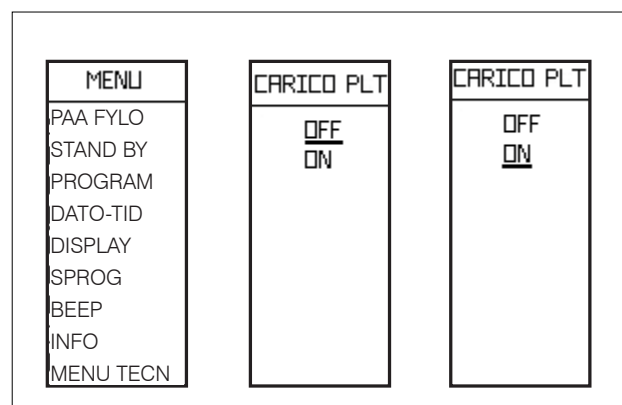 MENU
PAA FYLO
STAND BY
PROGRAM
DATO-TID
DISPLAY
SPROG
BEEP
INFO
MENU TECN
CARICO PLT
OFF
ON
CARICO PLT
OFF
ON